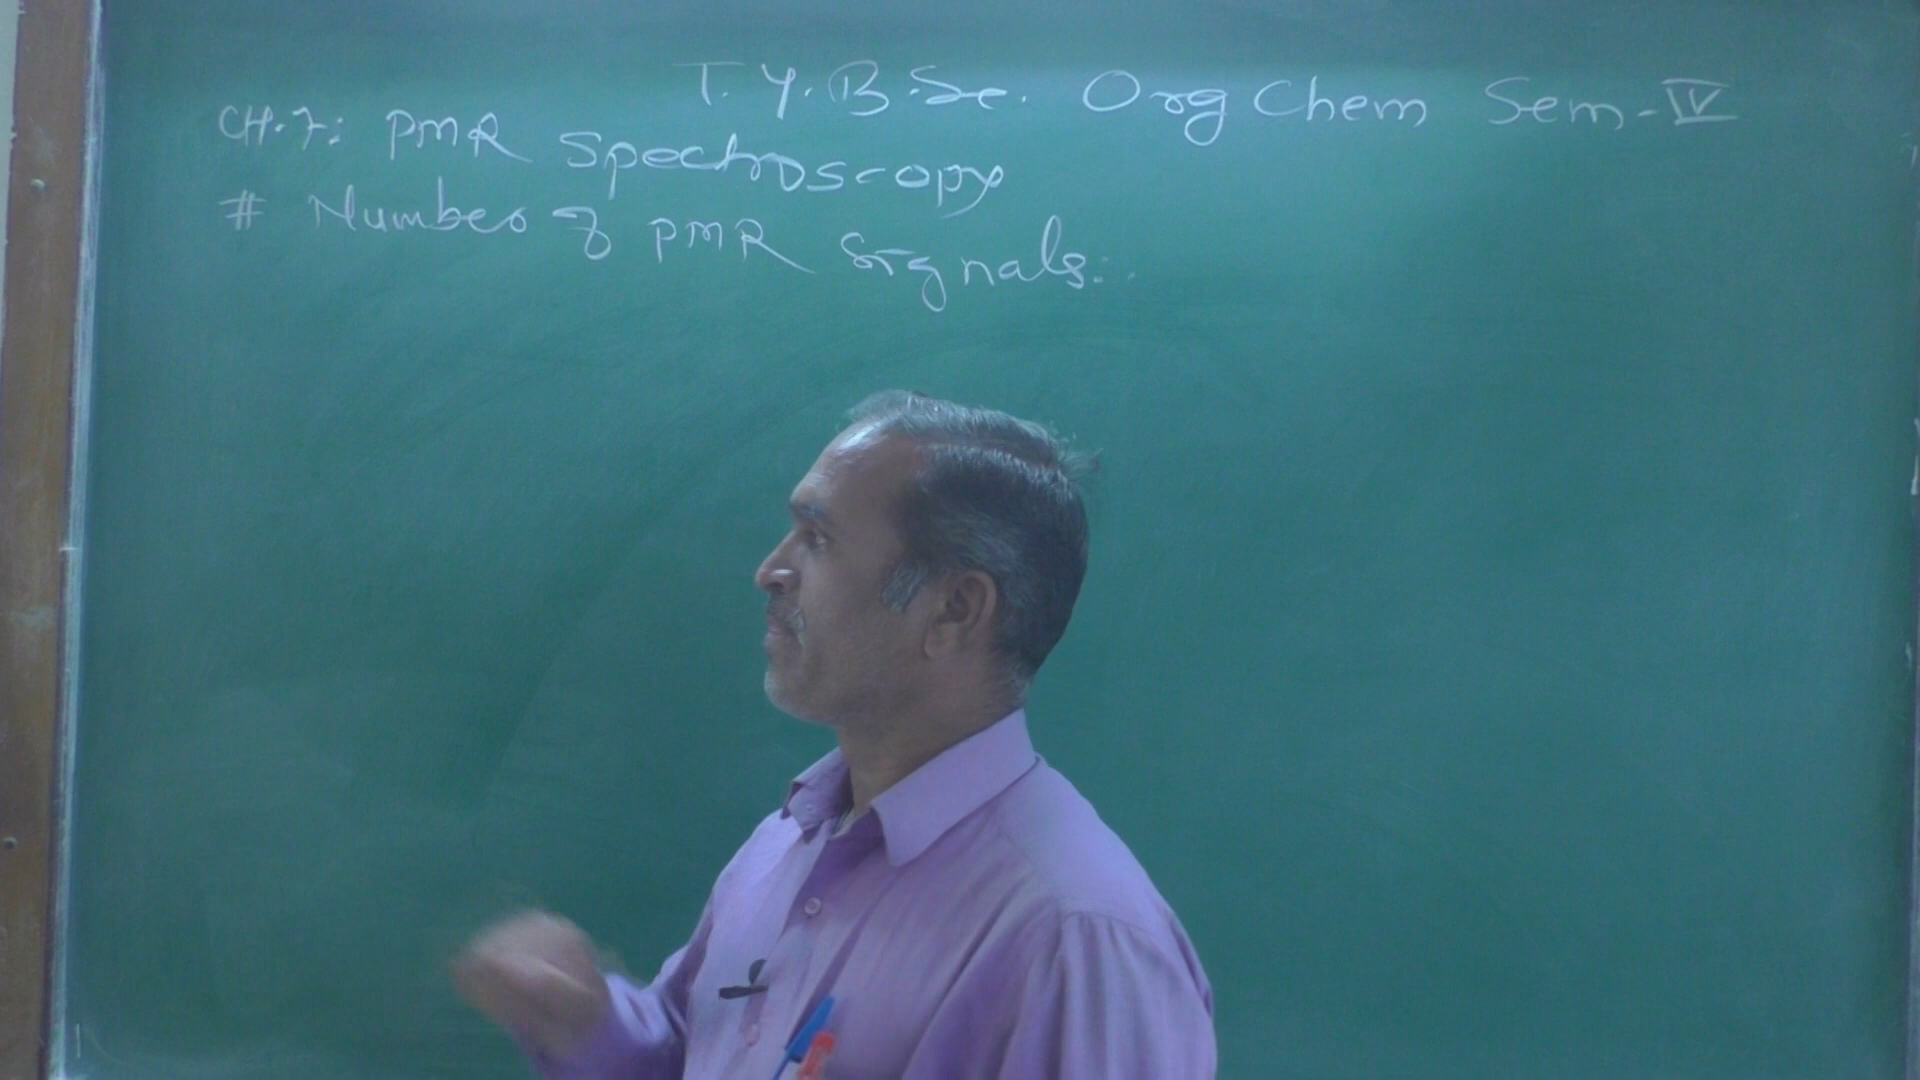 T.Y.B.Sc. Org Chem Sem-IV
CH.7: PMR Spectroscopy
# Number of PMR Signals: